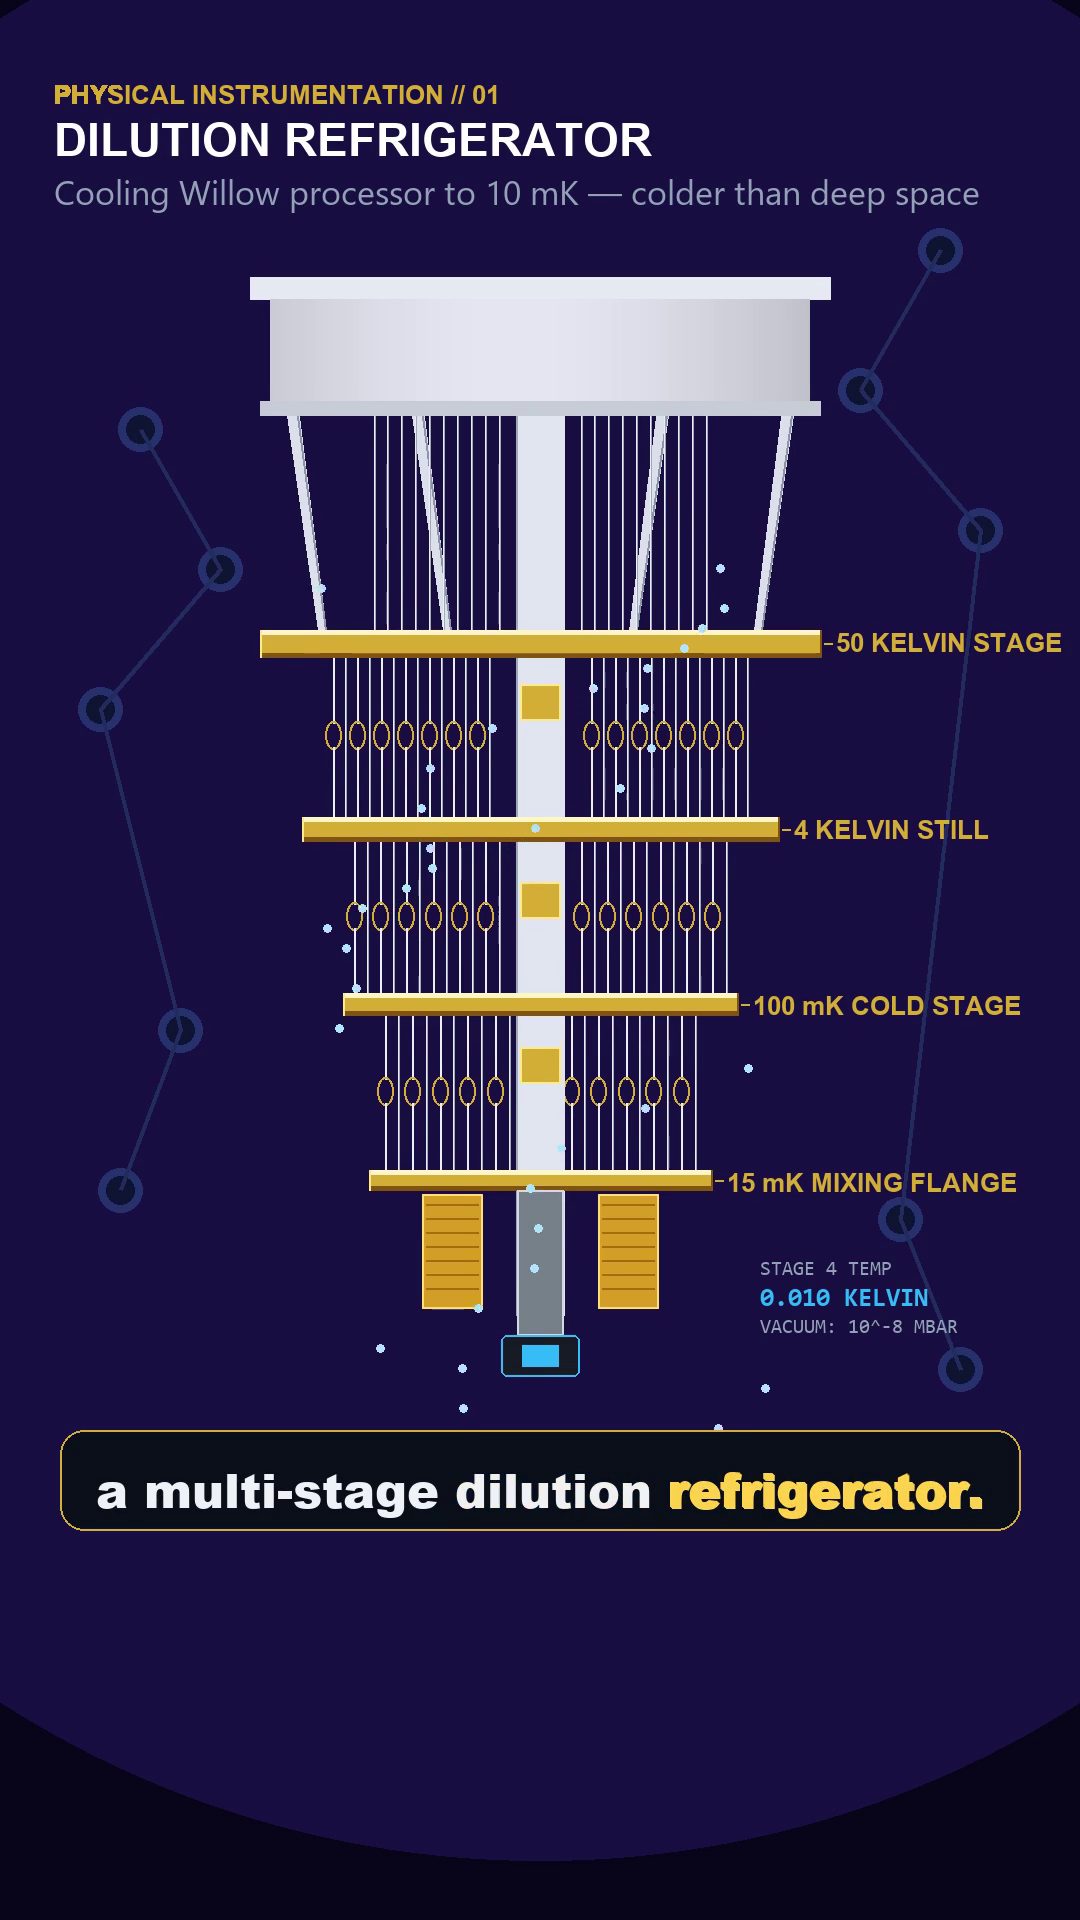 PHYSICAL INSTRUMENTATION // 01
DILUTION REFRIGERATOR
Cooling Willow processor to 10 mK — colder than deep space
50 KELVIN STAGE
4 KELVIN STILL
100 mK COLD STAGE
15 mK MIXING FLANGE
STAGE 4 TEMP
0.010 KELVIN
VACUUM: 10^-8 MBAR
a multi-stage dilution refrigerator.